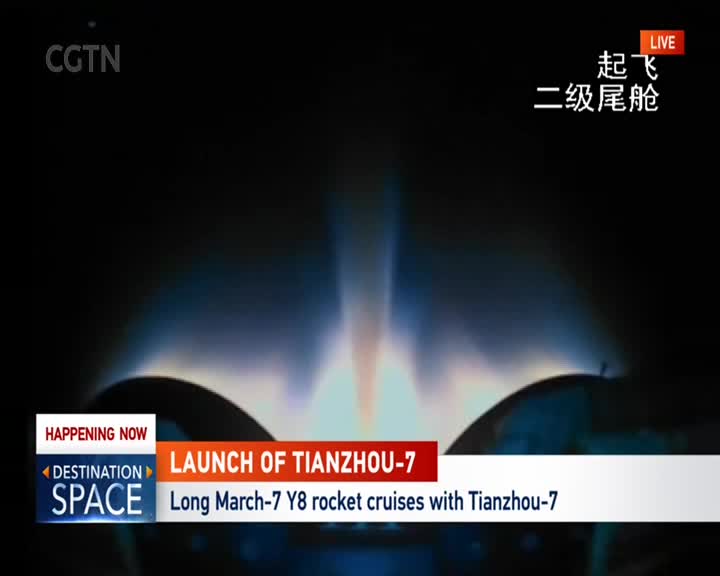 CGTN
LIVE
起飞
二级尾舱
HAPPENING NOW
DESTINATION
SPACE
LAUNCH OF TIANZHOU-7
Long March-7 Y8 rocket cruises with Tianzhou-7